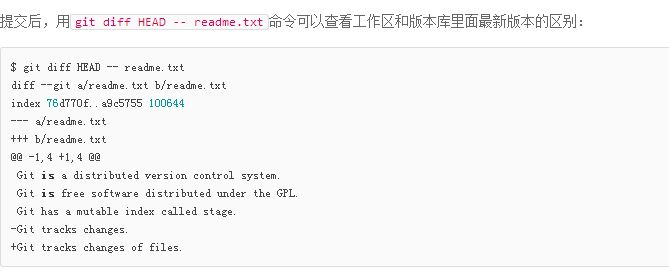 提交后，用git diff HEAD -- readme.txt命令可以查看工作区和版本库里面最新版本的区别：
$ git diff HEAD -- readme.txt
diff --git a/readme.txt b/readme.txt
index 76d770f..a9c5755 100644
--- a/readme.txt
+++ b/readme.txt
@@ -1,4 +1,4 @@
 Git is a distributed version control system.
 Git is free software distributed under the GPL.
 Git has a mutable index called stage.
-Git tracks changes.
+Git tracks changes of files.